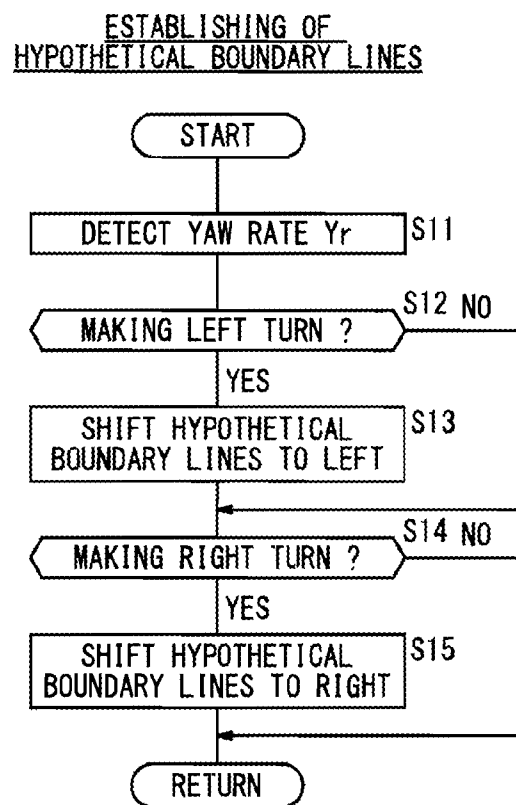 ESTABLISHING OF
HYPOTHETICAL BOUNDARY LINES
START
DETECT YAW RATE Yr
S11
MAKING LEFT TURN ?
S12 NO
YES
SHIFT HYPOTHETICAL
BOUNDARY LINES TO LEFT
S13
MAKING RIGHT TURN ?
S14 NO
YES
SHIFT HYPOTHETICAL
BOUNDARY LINES TO RIGHT
S15
RETURN